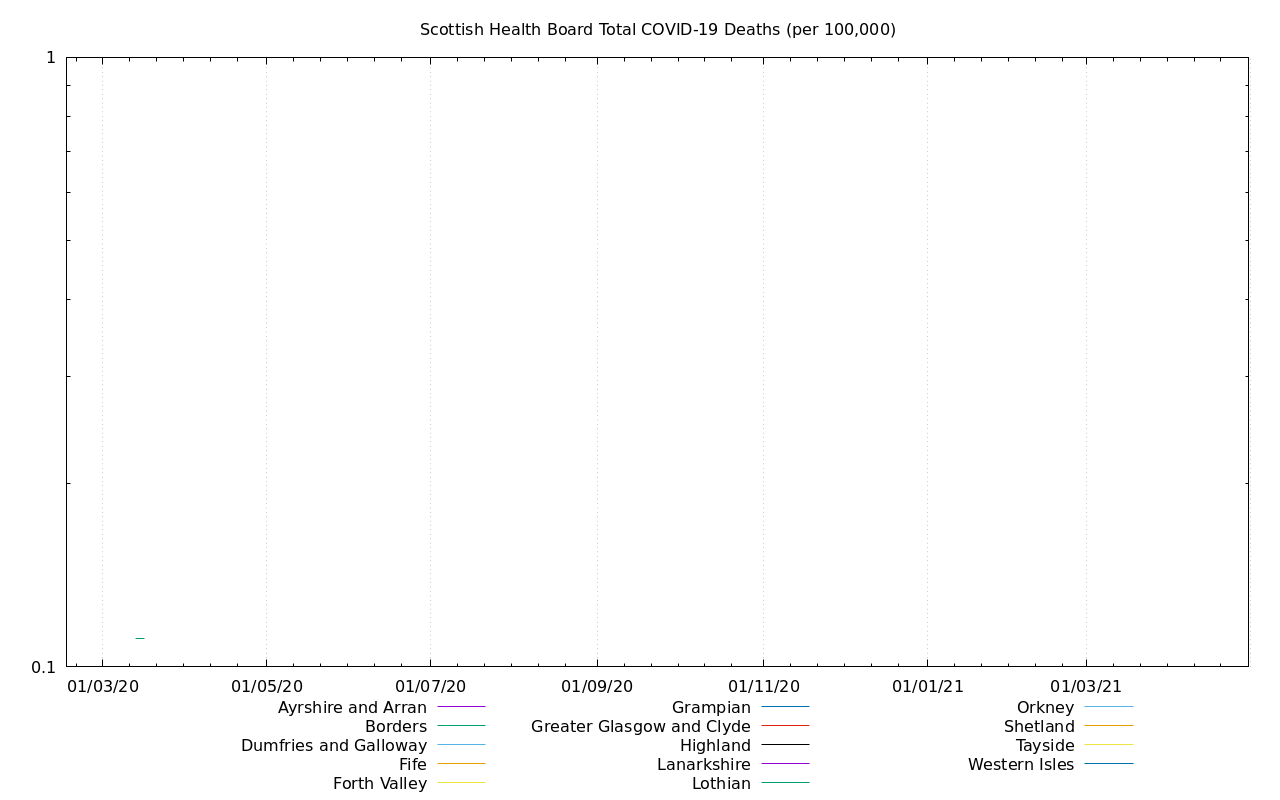 Scottish Health Board Total COVID-19 Deaths (per 100,000)
1
0.1
01/03/20 01/05/20 01/07/20 01/09/20 01/11/20 01/01/21 01/03/21
Ayrshire and Arran Grampian Orkney
Borders Greater Glasgow and Clyde Shetland
Dumfries and Galloway Highland Tayside
Fife Lanarkshire Western Isles
Forth Valley Lothian